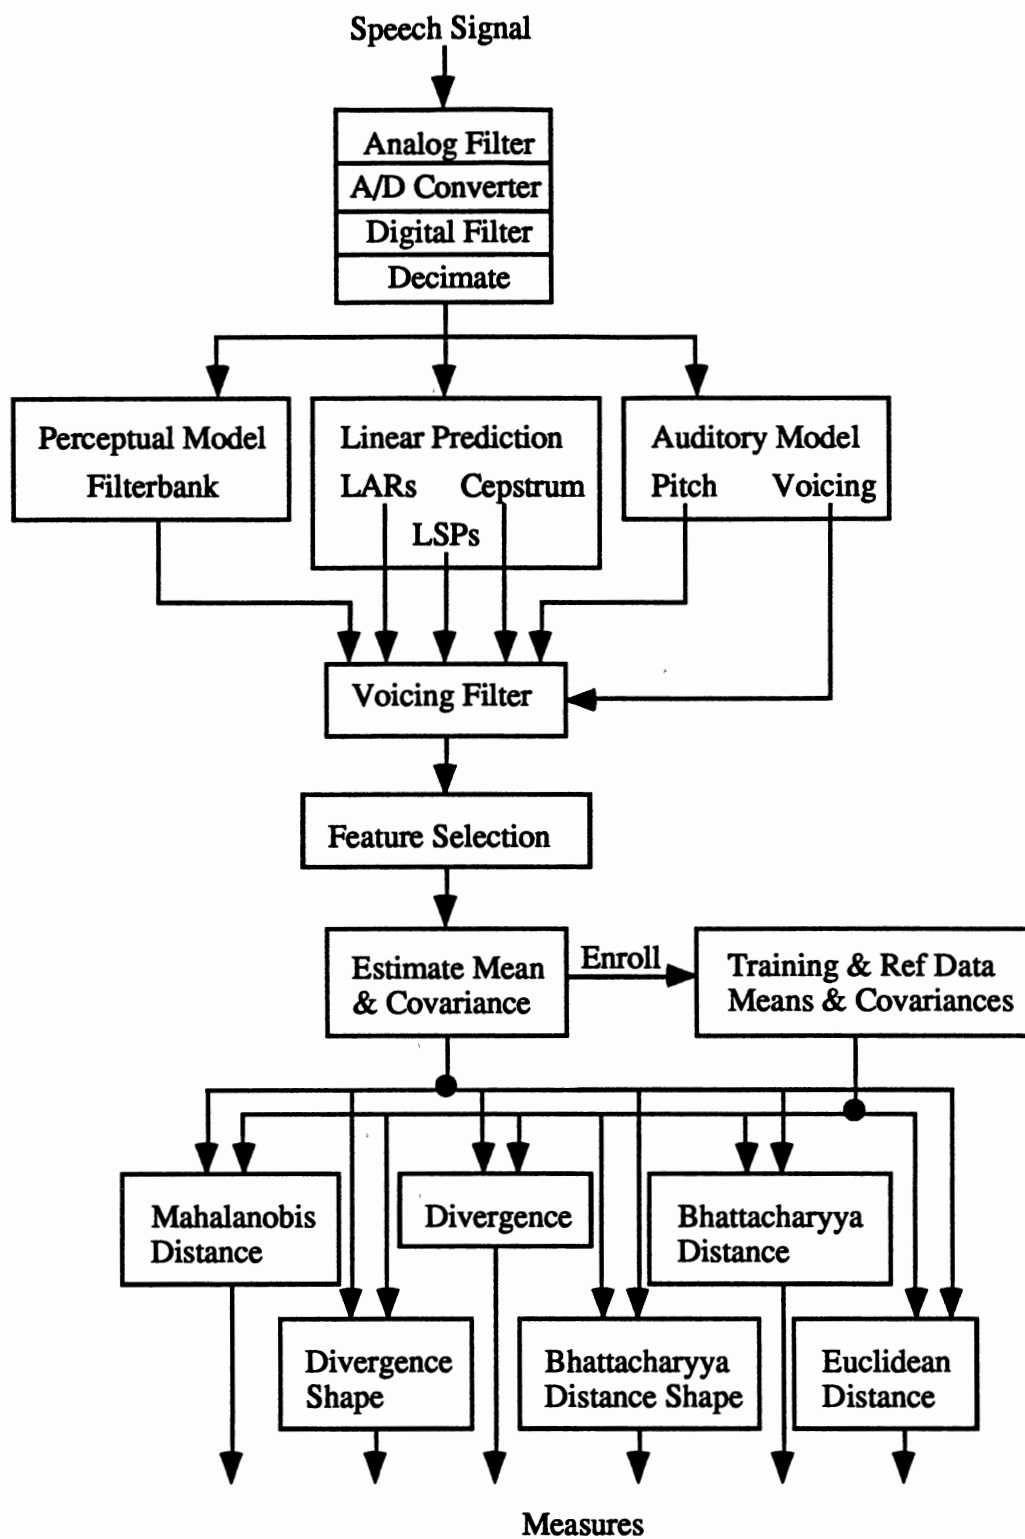 Speech Signal
Analog Filter
A/D Converter
Digital Filter
Decimate
Perceptual Model
Filterbank
Linear Prediction
LARs Cepstrum
LSPs
Auditory Model
Pitch Voicing
Voicing Filter
Feature Selection
Estimate Mean
& Covariance
Enroll
Training & Ref Data
Means & Covariances
Mahalanobis
Distance
Divergence
Bhattacharyya
Distance
Divergence
Shape
Bhattacharyya
Distance Shape
Euclidean
Distance
Measures